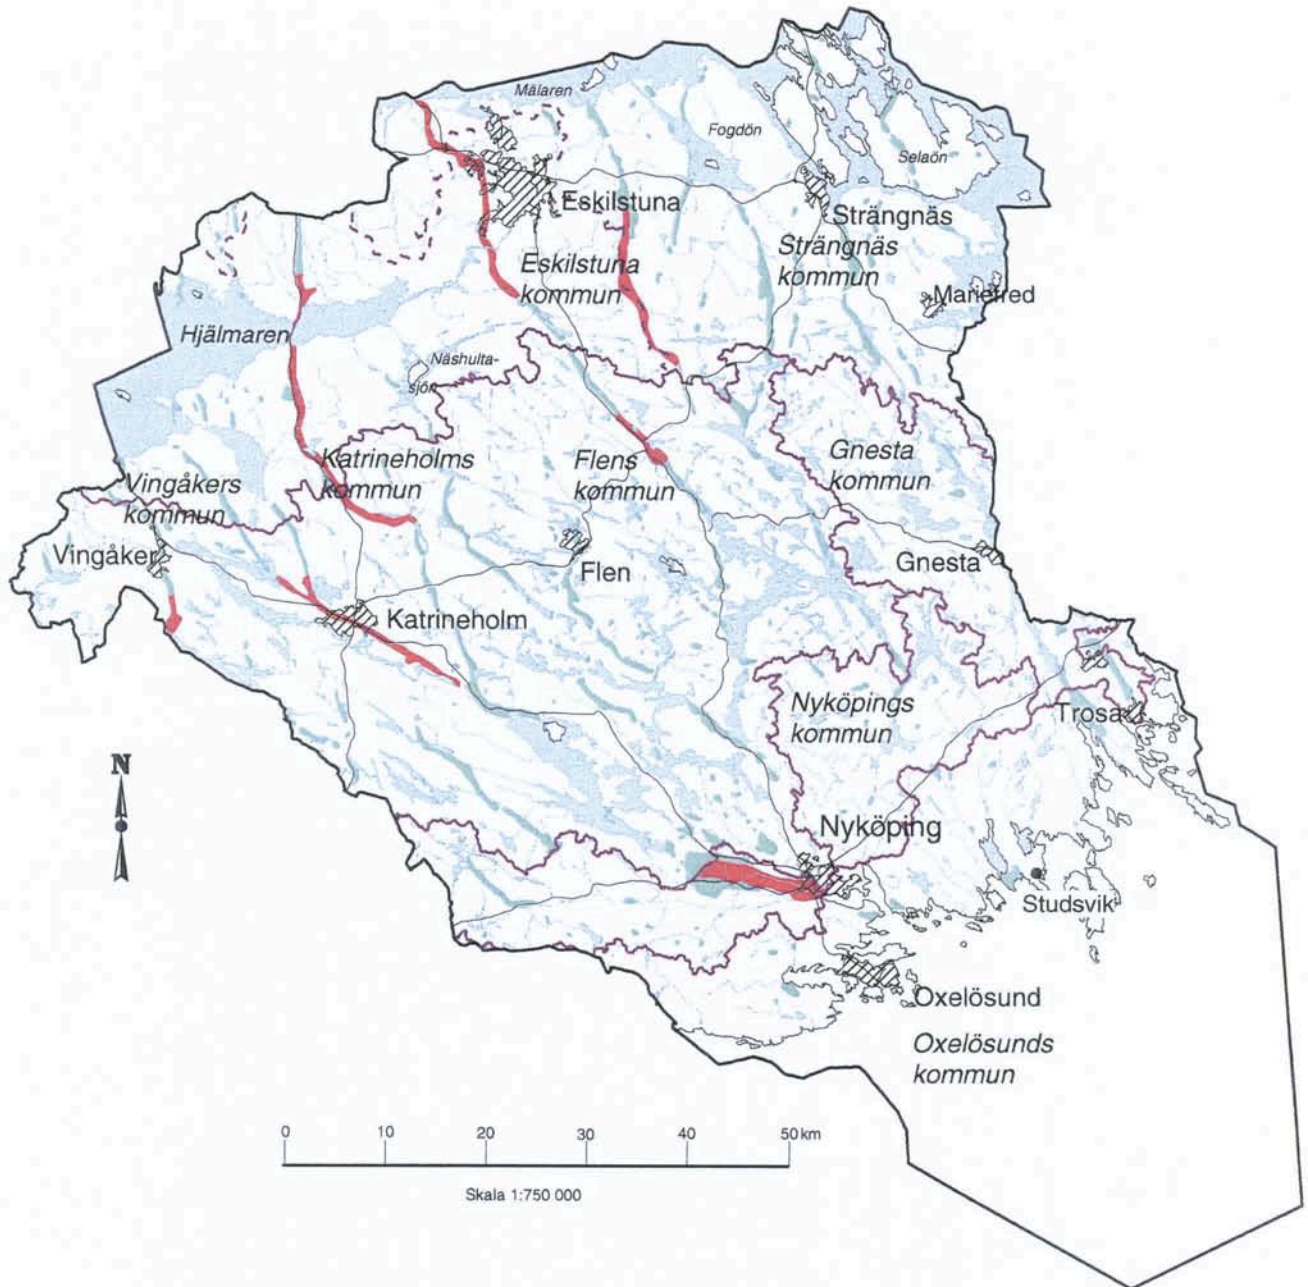 Mälaren
Fogdön
Selaön
Eskilstuna
Strängnäs
Strängnäs
kommun
Eskilstuna
kommun
Mariefred
Hjälmaren
Näshulta-
sjön
Katrineholms
kommun
Flens
kommun
Gnesta
kommun
Vingåkers
kommun
Vingåker
Flen
Gnesta
Katrineholm
Nyköpings
kommun
Trosa
N
Nyköping
Studsvik
Oxelösund
Oxelösunds
kommun
0 10 20 30 40 50 km
Skala 1:750 000